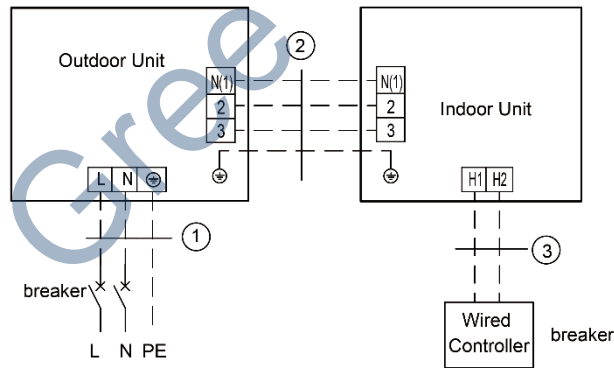 Outdoor Unit
Indoor Unit
2
N(1)
2
3
N(1)
2
3
L N
H1 H2
1
3
breaker
L N PE
Wired
Controller
breaker
Gree